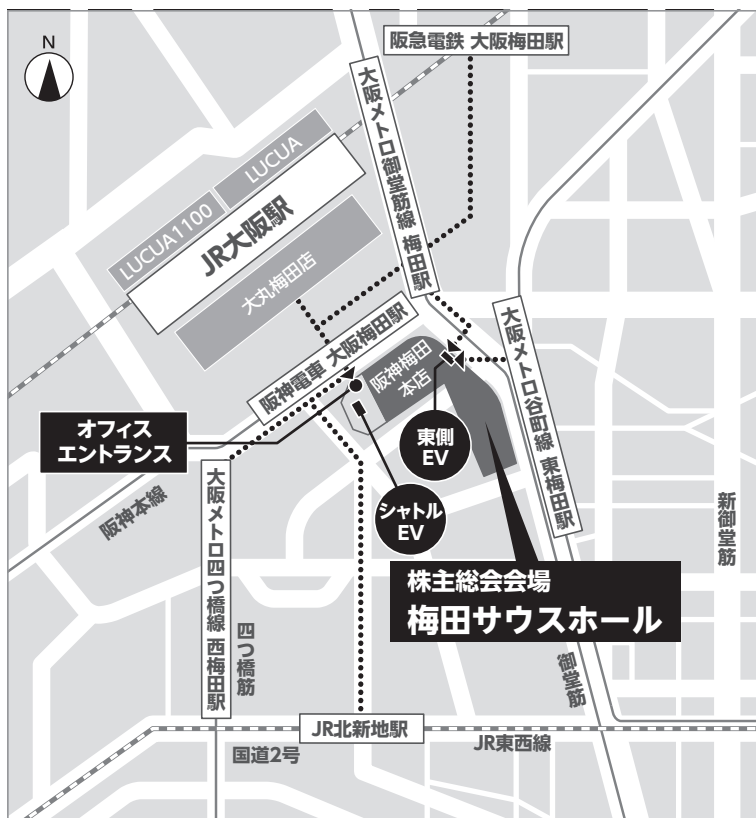 N
阪急電鉄 大阪梅田駅
大阪メトロ御堂筋線 梅田駅
LUCUA
LUCUA1100
JR大阪駅
大丸梅田店
阪神電車 大阪梅田駅
阪神梅田
本店
大阪メトロ谷町線 東梅田駅
オフィス
エントランス
東側
EV
シャトル
EV
阪神本線
大阪メトロ四つ橋線 西梅田駅
四つ橋筋
新御堂筋
株主総会会場
梅田サウスホール
御堂筋
JR北新地駅
国道2号
JR東西線